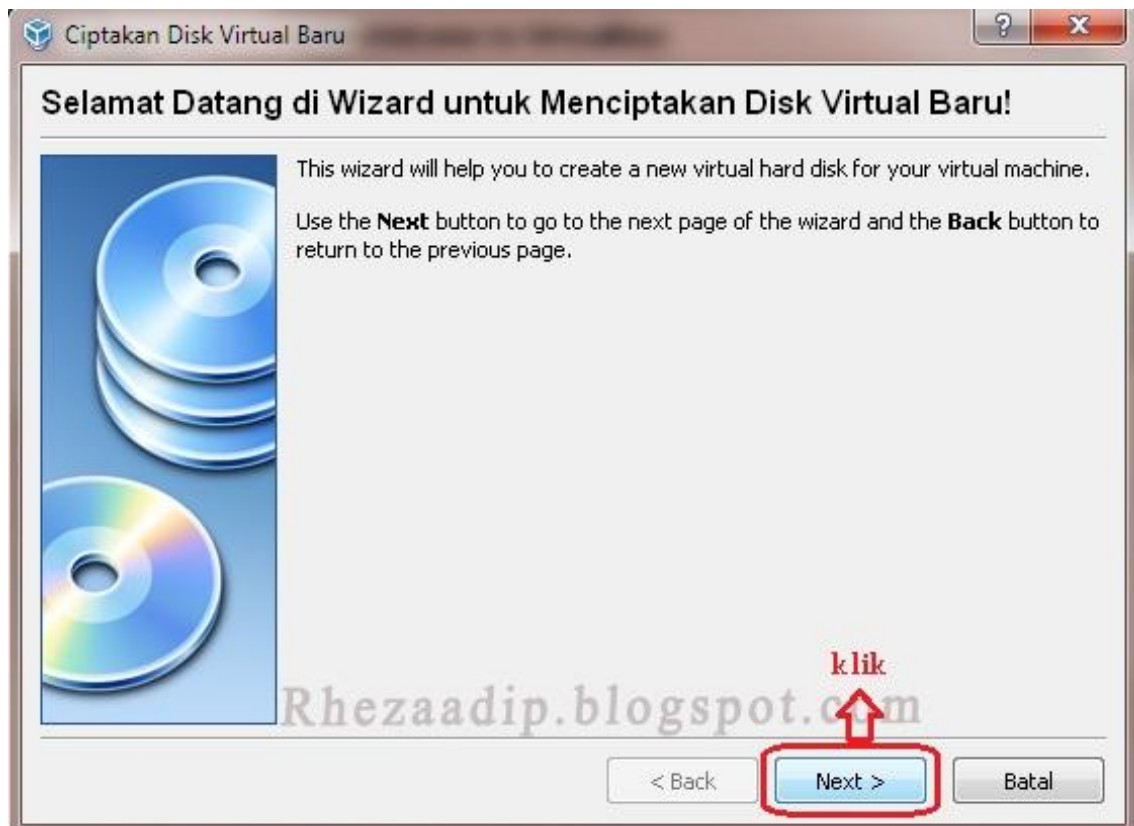 Ciptakan Disk Virtual Baru
Selamat Datang di Wizard untuk Menciptakan Disk Virtual Baru!
This wizard will help you to create a new virtual hard disk for your virtual machine.
Use the Next button to go to the next page of the wizard and the Back button to
return to the previous page.
klik
Rhezaadip.blogspot.com
< Back
Next >
Batal